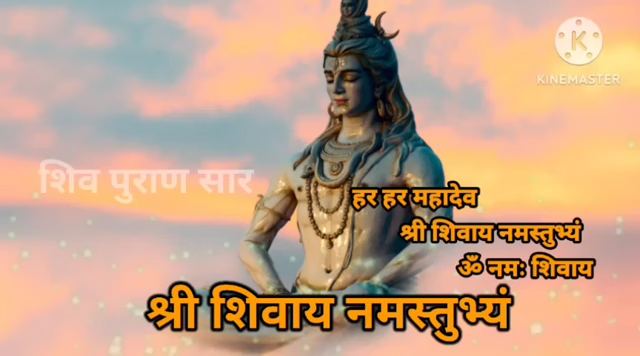 KINEMASTER
शिव पुराण सार
हर हर महादेव
श्री शिवाय नमस्तुभ्यं
ॐ नमः शिवाय
श्री शिवाय नमस्तुभ्यं